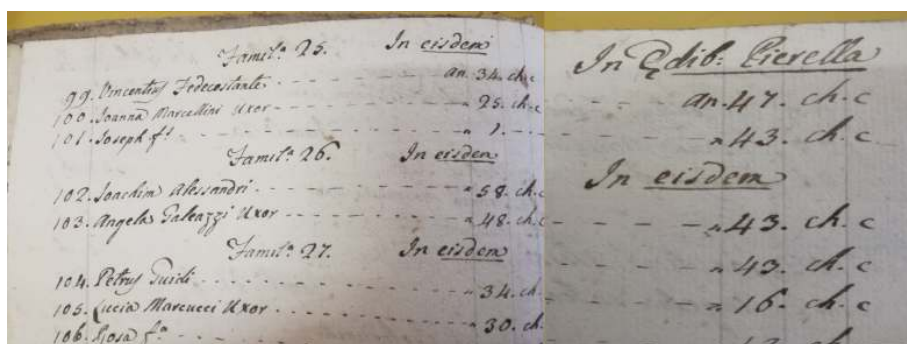 Famil.ᵃ 25. In eisdem
99. Vincentius Fedecostante an. 34. ch. c
100. Joanna Marcellini Uxor " 25. ch. c
101. Joseph f.s " 1.
Famil.ᵃ 26. In eisdem
102. Joachim Alessandri " 58. ch. c
103. Angela Galeazzi Uxor " 48. ch. c
Famil.ᵃ 27. In eisdem
104. Petrus Guidi " 34. ch.
105. Lucia Marcucci Uxor " 30. ch.
106. Rosa f.ᵃ
In Ędib: Pierella
an. 47. ch. c
" 43. ch. c
In eisdem
" 43. ch. c
" 43. ch. c
" 16. ch. c